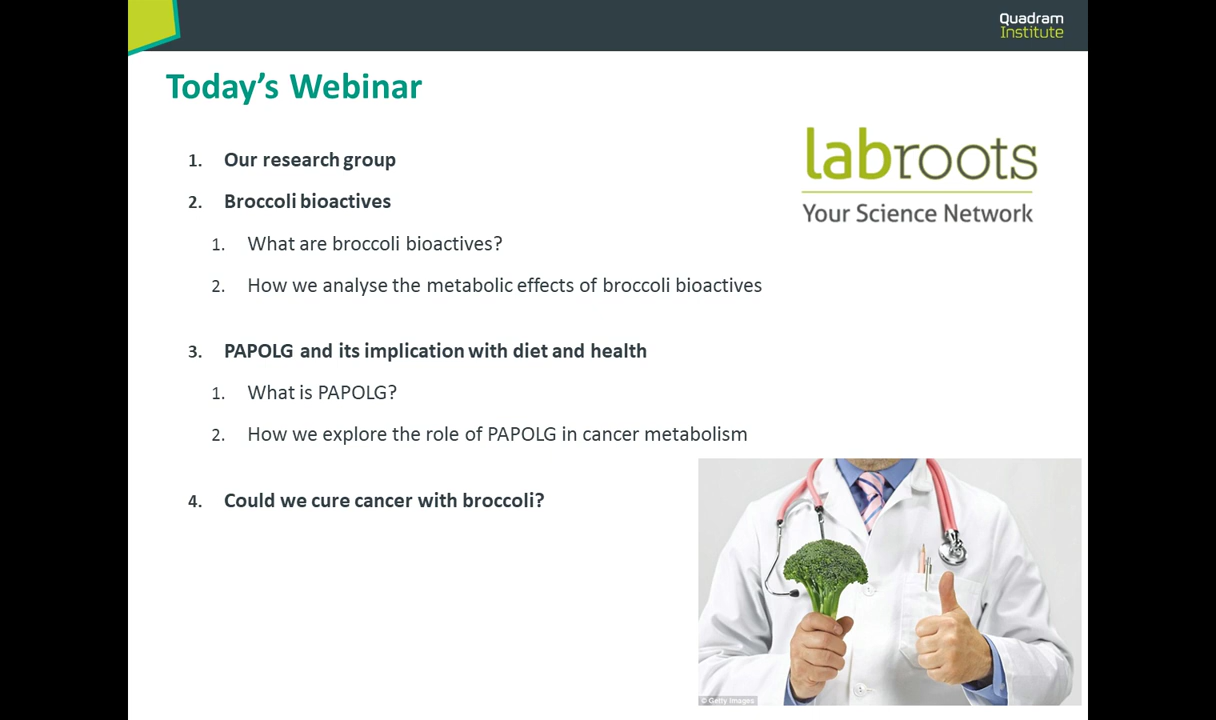 Quadram
Institute
Today’s Webinar
labroots
Your Science Network
1. Our research group
2. Broccoli bioactives
1. What are broccoli bioactives?
2. How we analyse the metabolic effects of broccoli bioactives
3. PAPOLG and its implication with diet and health
1. What is PAPOLG?
2. How we explore the role of PAPOLG in cancer metabolism
4. Could we cure cancer with broccoli?
© Getty Images